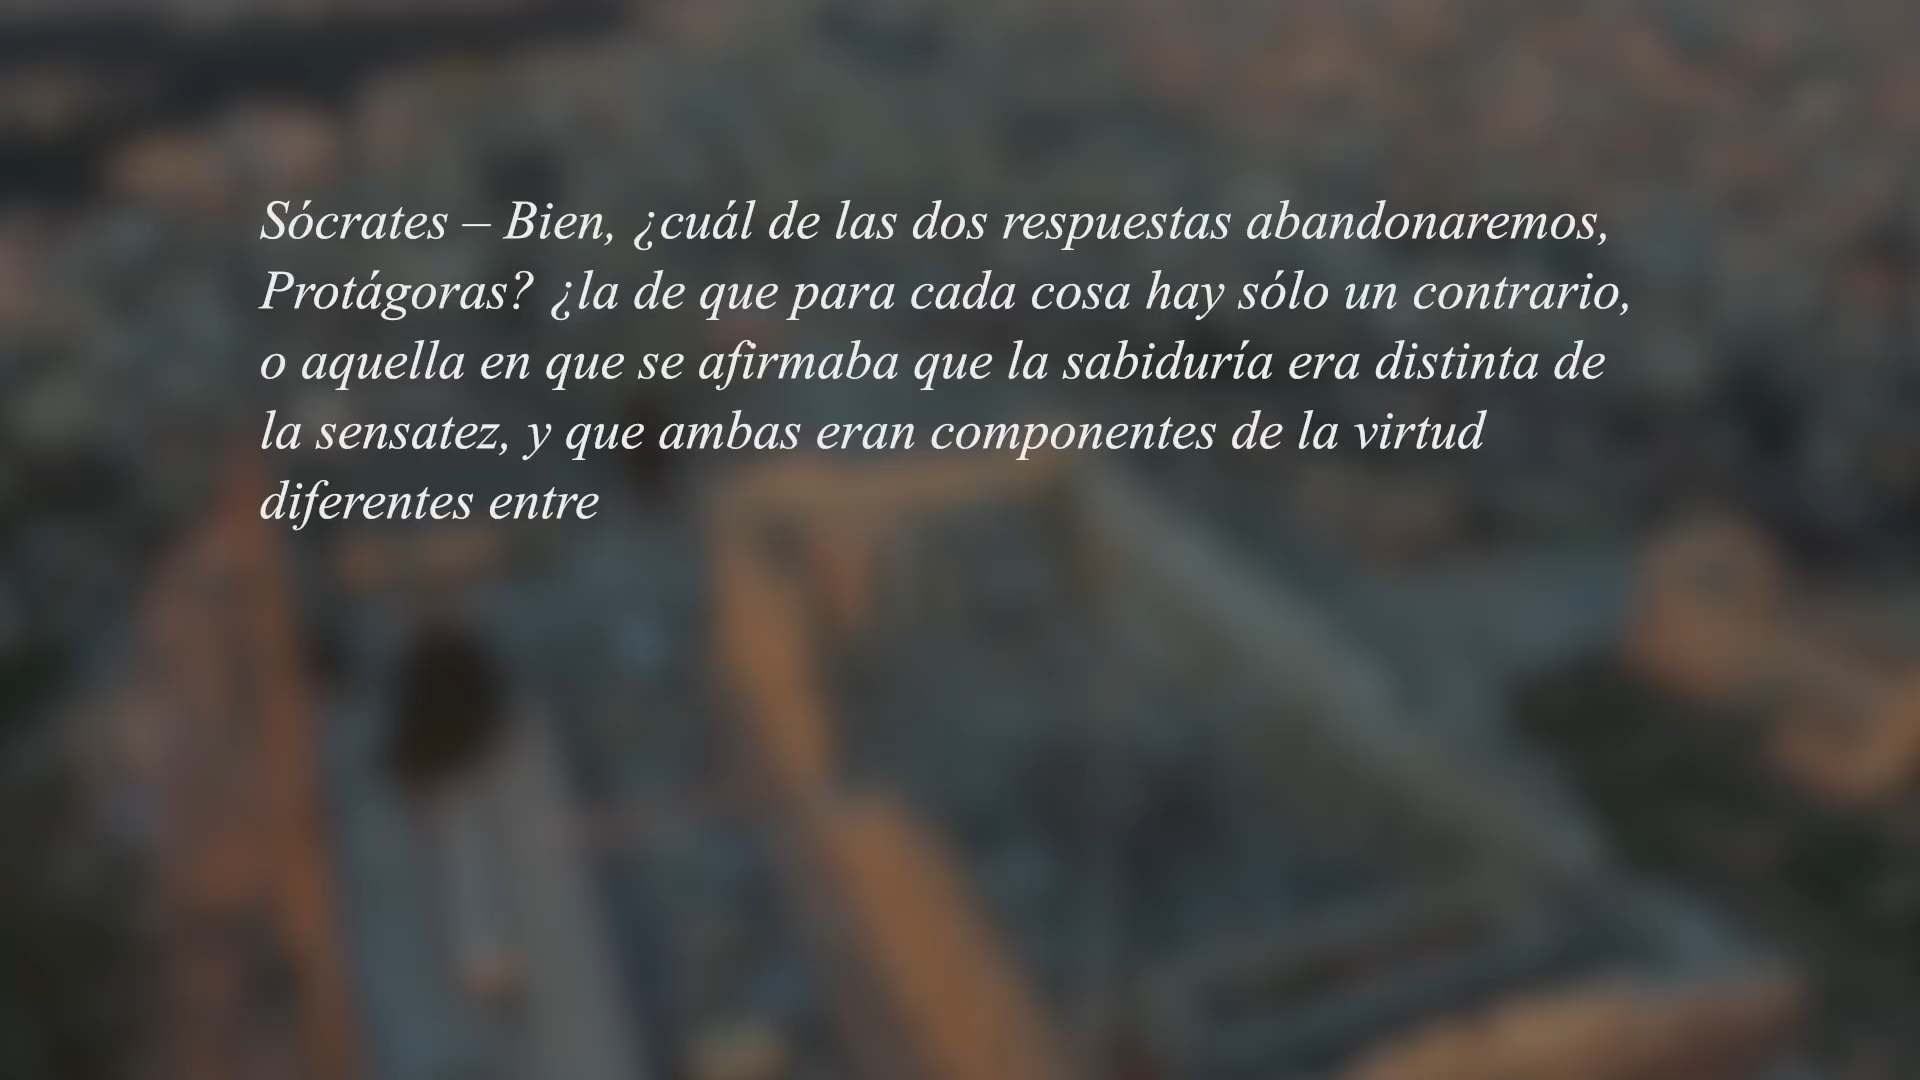 Sócrates – Bien, ¿cuál de las dos respuestas abandonaremos,
Protágoras? ¿la de que para cada cosa hay sólo un contrario,
o aquella en que se afirmaba que la sabiduría era distinta de
la sensatez, y que ambas eran componentes de la virtud
diferentes entre